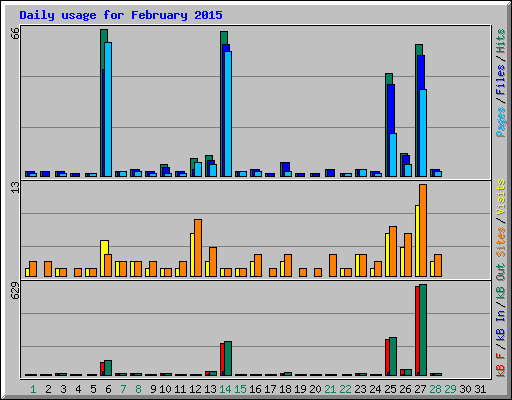 Daily usage for February 2015
66
Pages / Files / Hits
13
Sites / Visits
629
kB F / kB In / kB Out
1 2 3 4 5 6 7 8 9 10 11 12 13 14 15 16 17 18 19 20 21 22 23 24 25 26 27 28 29 30 31